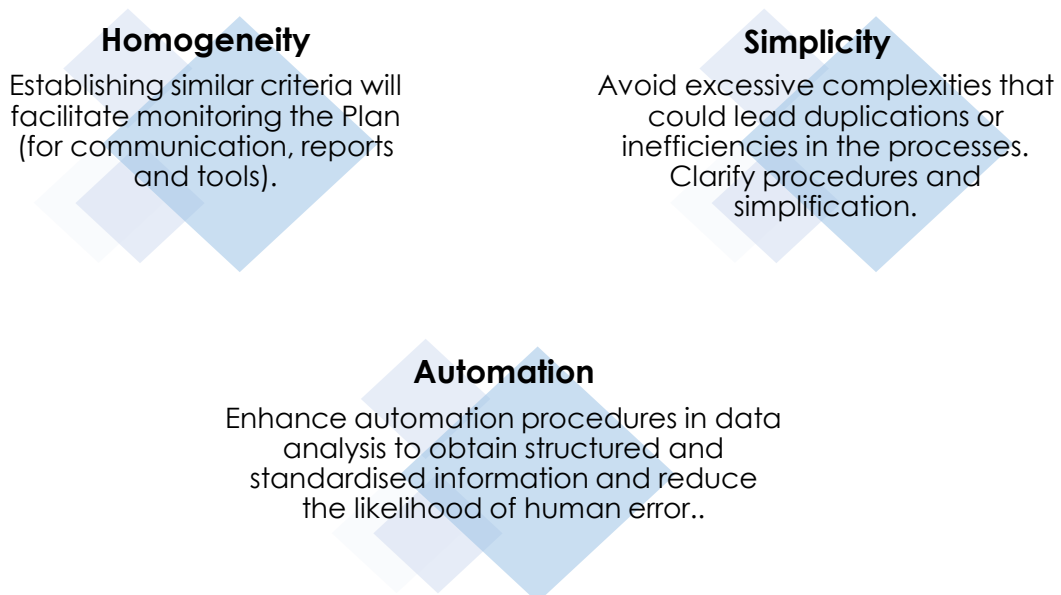 Homogeneity
Establishing similar criteria will
facilitate monitoring the Plan
(for communication, reports
and tools).
Simplicity
Avoid excessive complexities that
could lead duplications or
inefficiencies in the processes.
Clarify procedures and
simplification.
Automation
Enhance automation procedures in data
analysis to obtain structured and
standardised information and reduce
the likelihood of human error..